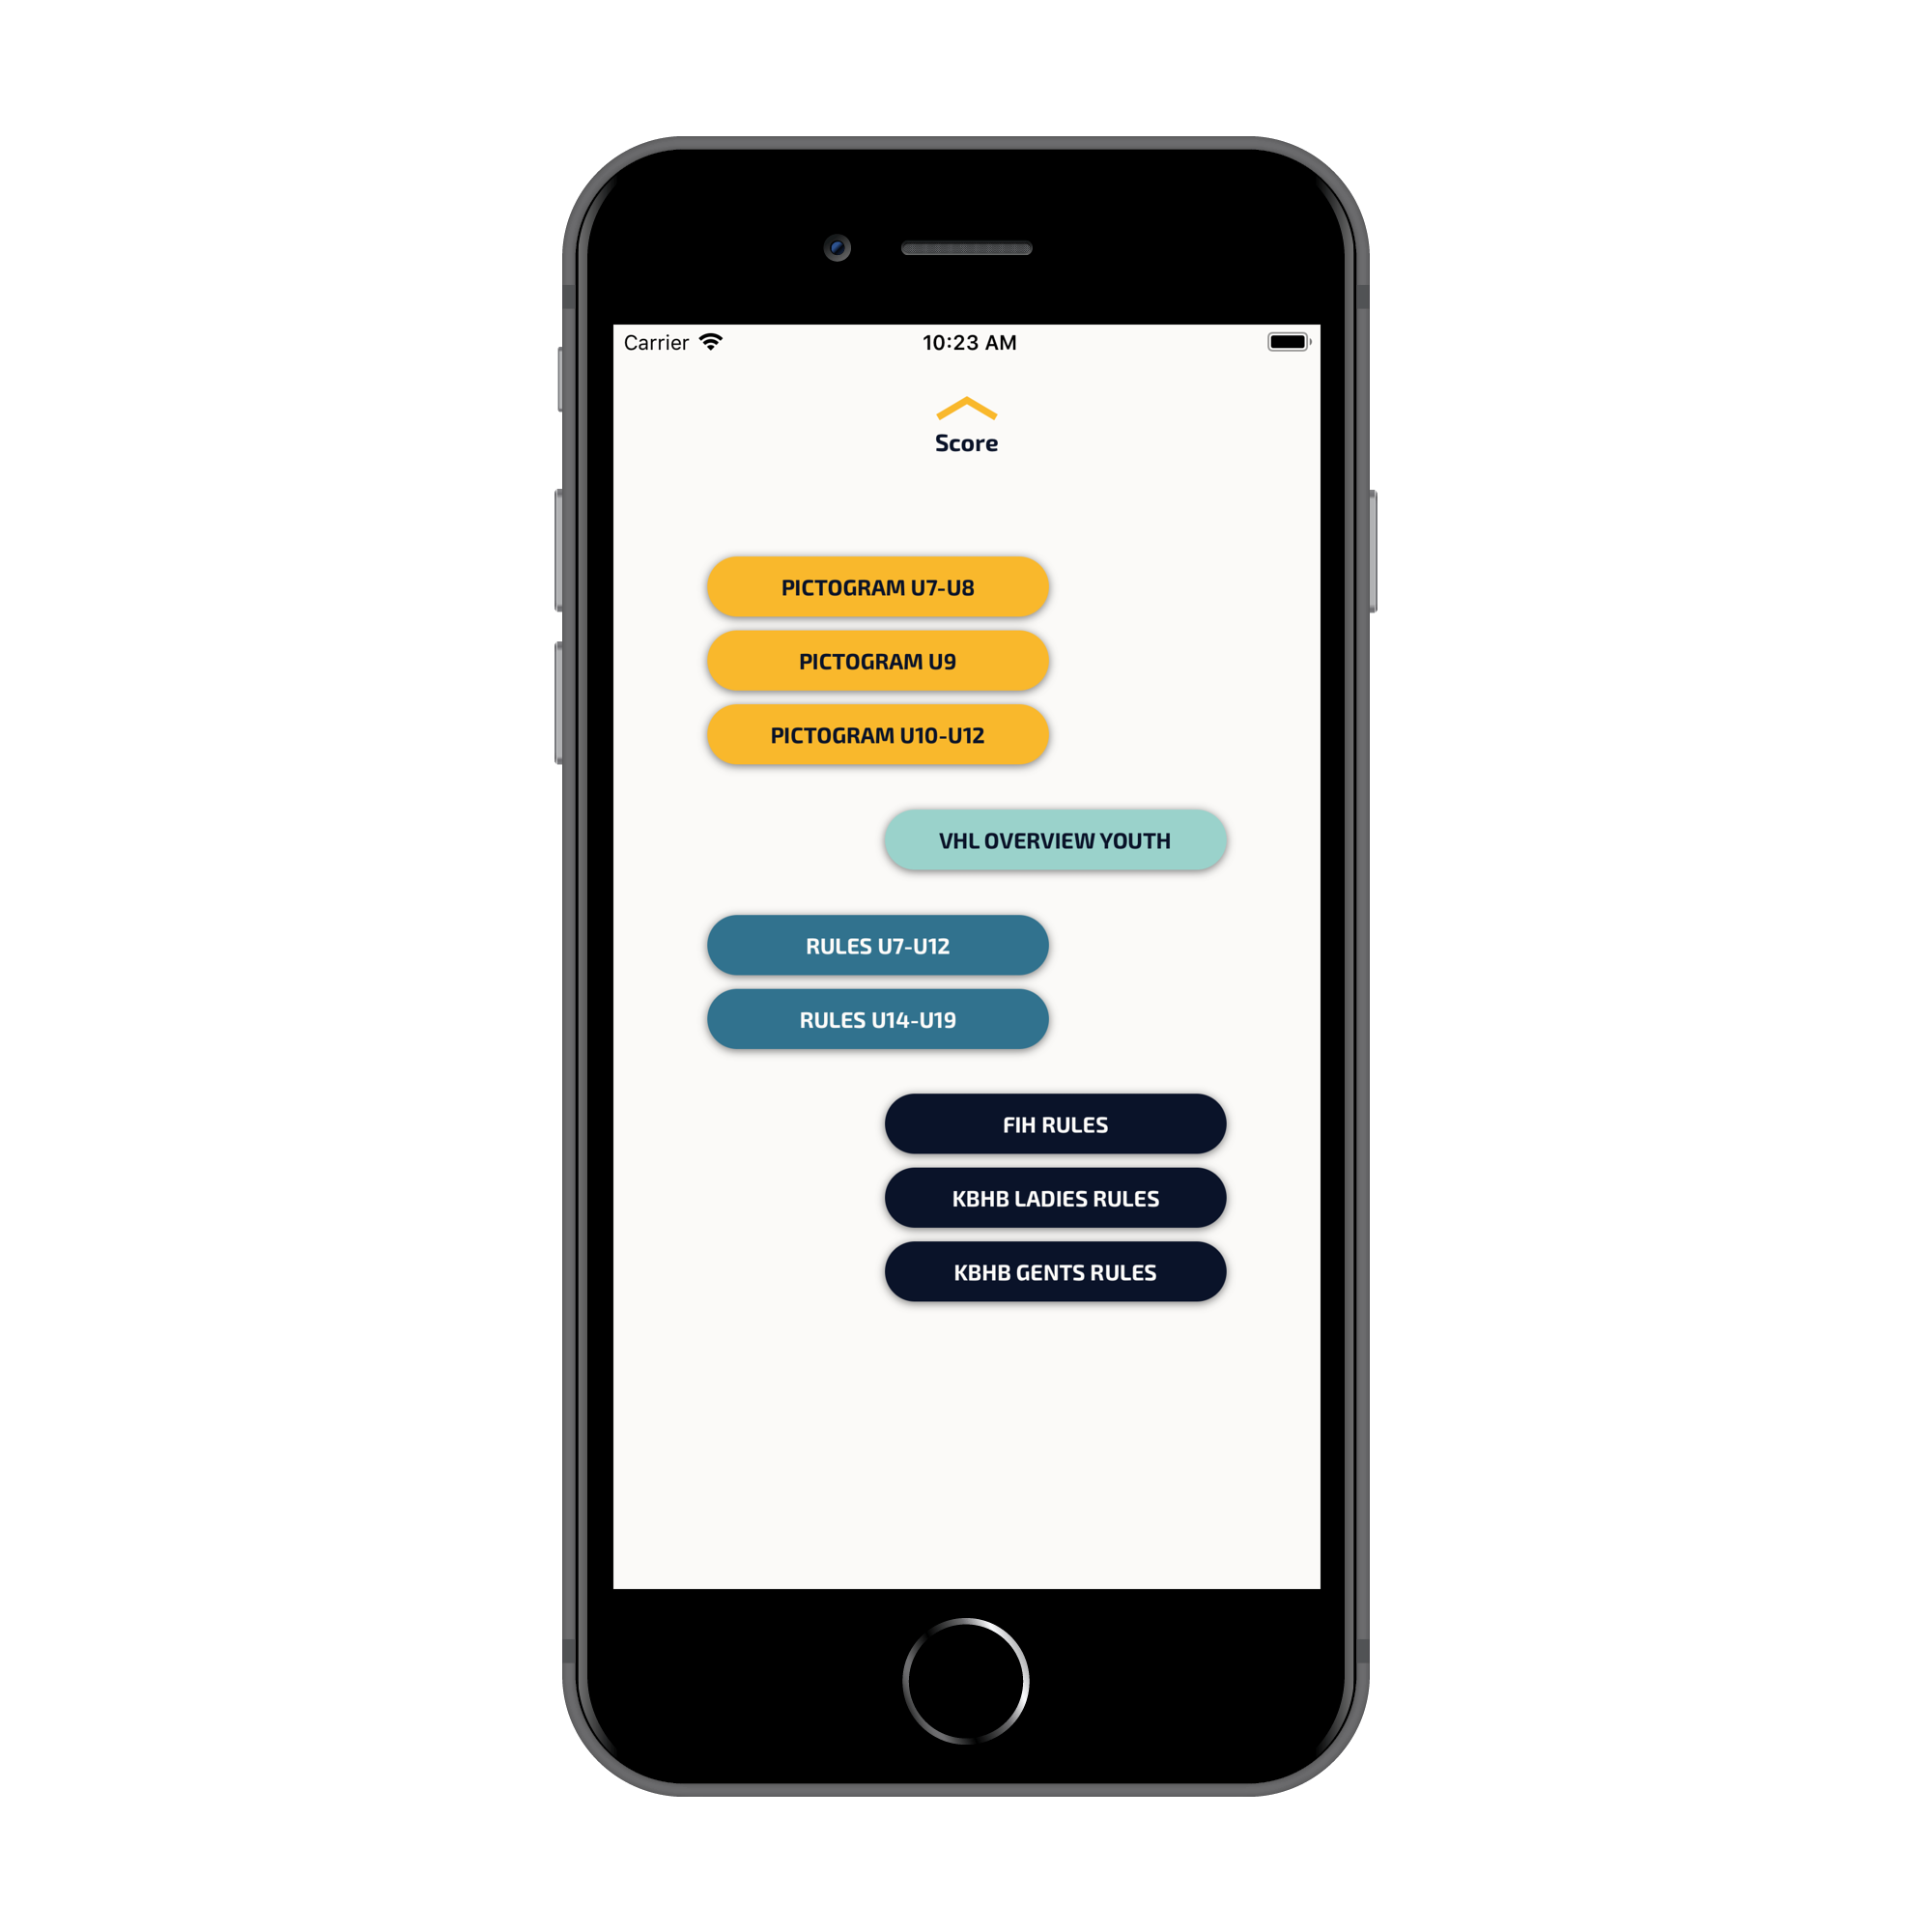 Carrier 10:23 AM
Score
PICTOGRAM U7-U8
PICTOGRAM U9
PICTOGRAM U10-U12
VHL OVERVIEW YOUTH
RULES U7-U12
RULES U14-U19
FIH RULES
KBHB LADIES RULES
KBHB GENTS RULES